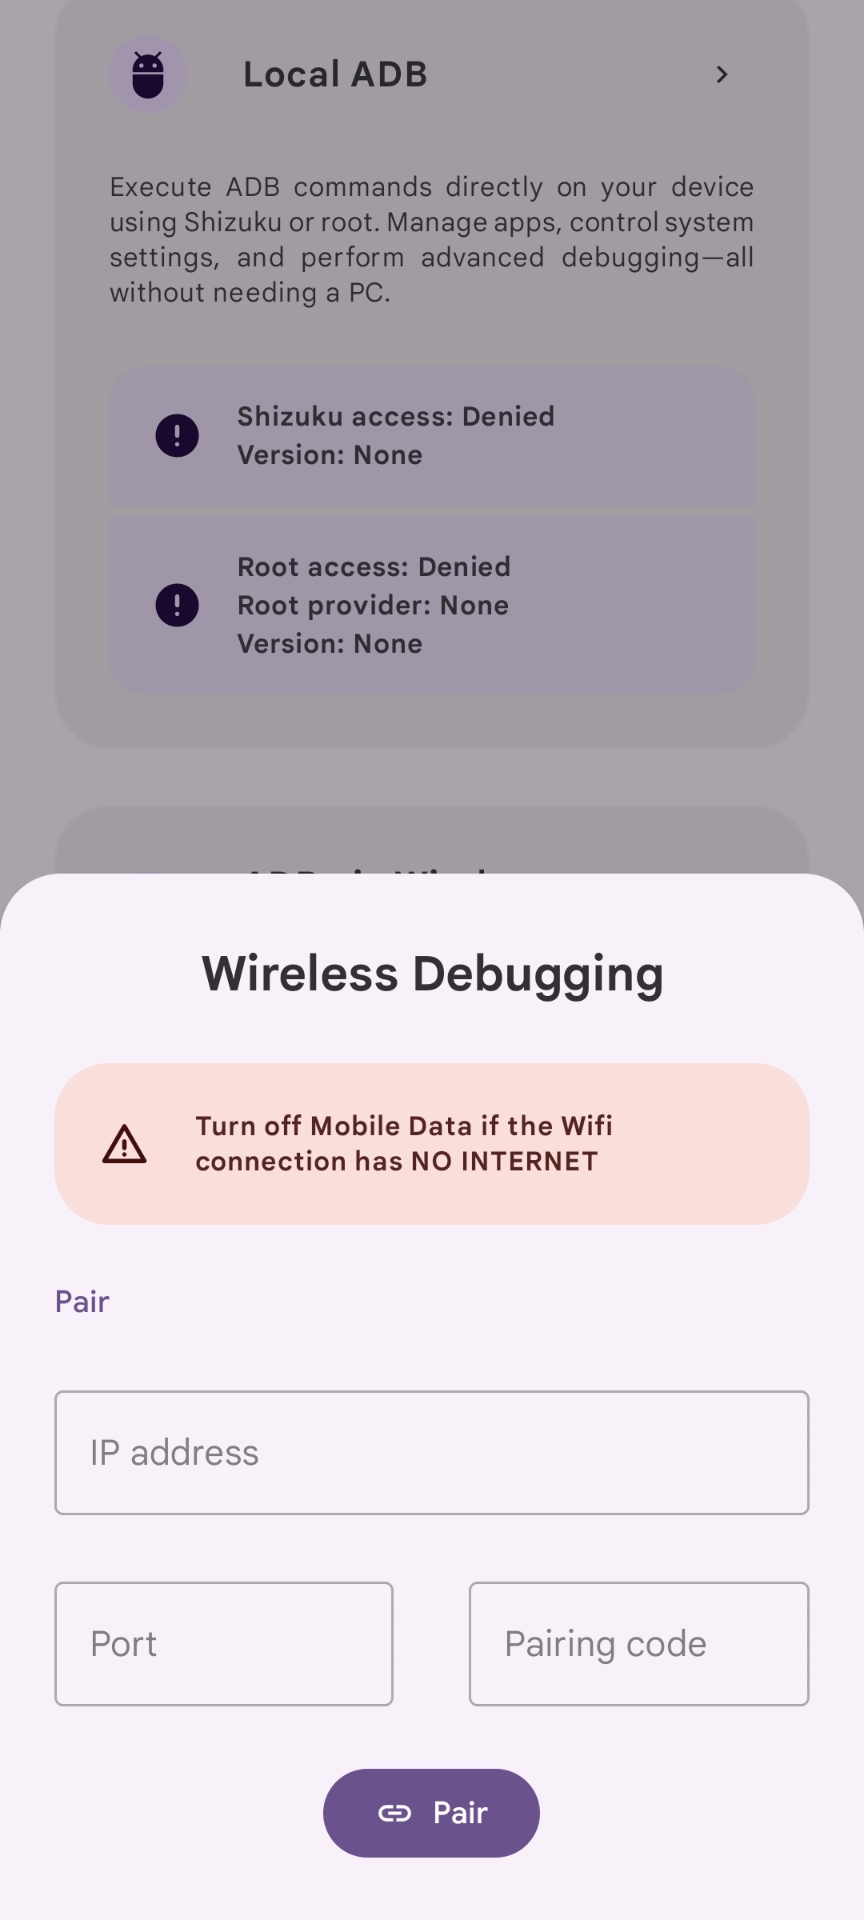 Local ADB
Execute ADB commands directly on your device
using Shizuku or root. Manage apps, control system
settings, and perform advanced debugging—all
without needing a PC.
Shizuku access: Denied
Version: None
Root access: Denied
Root provider: None
Version: None
Wireless Debugging
Turn off Mobile Data if the Wifi
connection has NO INTERNET
Pair
IP address
Port
Pairing code
Pair